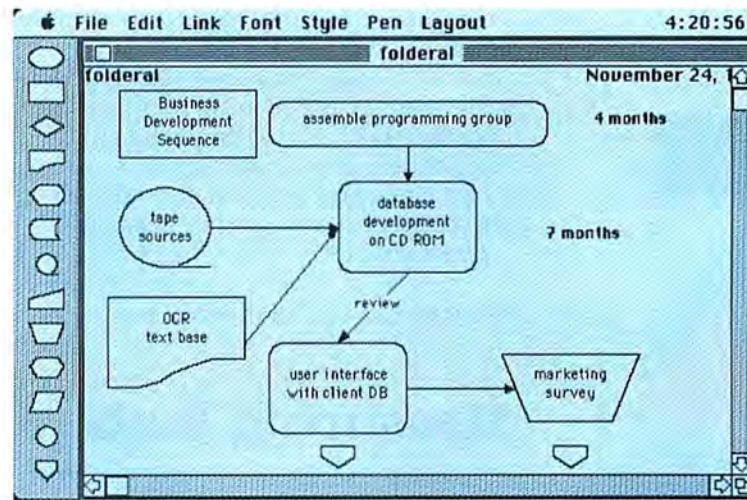 File Edit Link Font Style Pen Layout 4:20:56
folderal
folderal November 24, 1
Business
Development
Sequence
assemble programming group
4 months
tape
sources
database
development
on CD ROM
7 months
review
OCR
text base
user interface
with client DB
marketing
survey